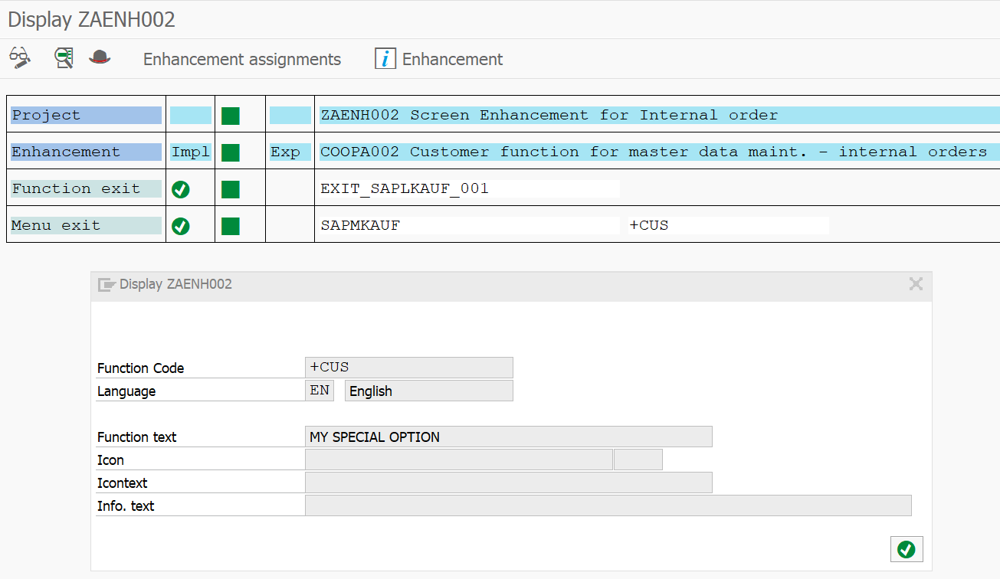 Display ZAENH002
Enhancement assignments i Enhancement
Project ZAENH002 Screen Enhancement for Internal order
Enhancement Impl Exp COOPA002 Customer function for master data maint. - internal orders
Function exit EXIT_SAPLKAUF_001
Menu exit SAPMKAUF +CUS
Display ZAENH002
Function Code +CUS
Language EN English
Function text MY SPECIAL OPTION
Icon
Icontext
Info. text